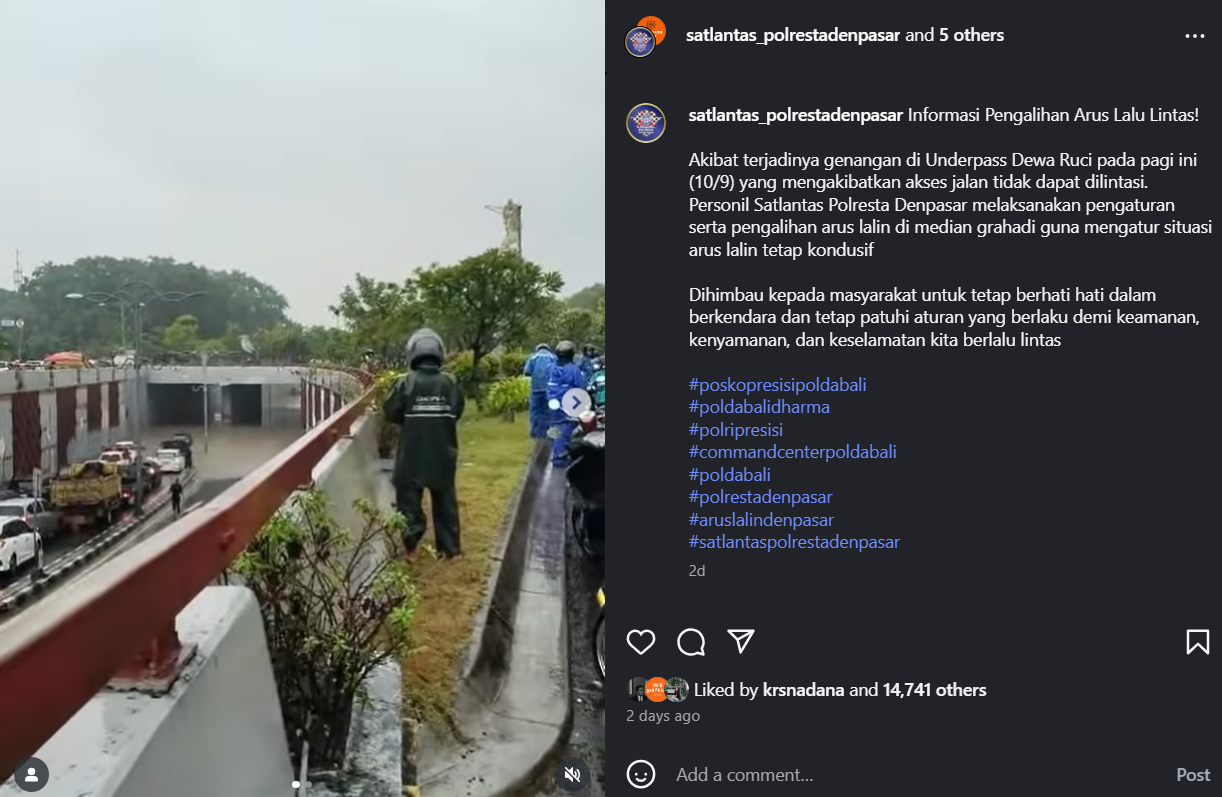 satlantas_polrestadenpasar and 5 others
satlantas_polrestadenpasar Informasi Pengalihan Arus Lalu Lintas!
Akibat terjadinya genangan di Underpass Dewa Ruci pada pagi ini
(10/9) yang mengakibatkan akses jalan tidak dapat dilintasi.
Personil Satlantas Polresta Denpasar melaksanakan pengaturan
serta pengalihan arus lalin di median grahadi guna mengatur situasi
arus lalin tetap kondusif
Dihimbau kepada masyarakat untuk tetap berhati hati dalam
berkendara dan tetap patuhi aturan yang berlaku demi keamanan,
kenyamanan, dan keselamatan kita berlalu lintas
#poskopresisipoldabali
#poldabalidharma
#polripresisi
#commandcenterpoldabali
#poldabali
#polrestadenpasar
#aruslalindenpasar
#satlantaspolrestadenpasar
2d
Liked by krsnadana and 14,741 others
2 days ago
Add a comment...
Post